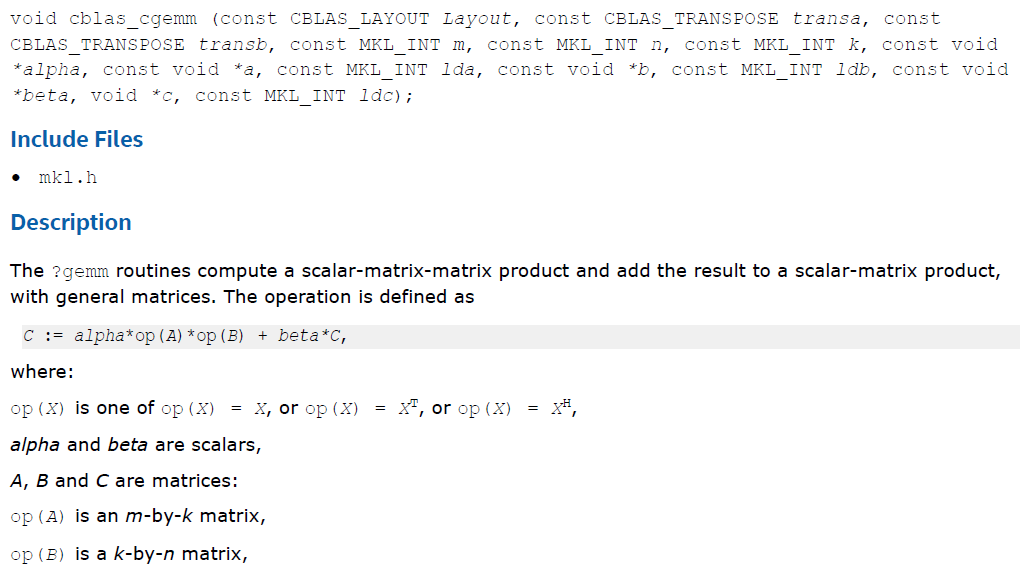 void cblas_cgemm (const CBLAS_LAYOUT Layout, const CBLAS_TRANSPOSE transa, const
CBLAS_TRANSPOSE transb, const MKL_INT m, const MKL_INT n, const MKL_INT k, const void
*alpha, const void *a, const MKL_INT lda, const void *b, const MKL_INT ldb, const void
*beta, void *c, const MKL_INT ldc);
Include Files
• mkl.h
Description
The ?gemm routines compute a scalar-matrix-matrix product and add the result to a scalar-matrix product,
with general matrices. The operation is defined as
C := alpha*op(A)*op(B) + beta*C,
where:
op(X) is one of op(X) = X, or op(X) = Xᵀ, or op(X) = Xᴴ,
alpha and beta are scalars,
A, B and C are matrices:
op(A) is an m-by-k matrix,
op(B) is a k-by-n matrix,